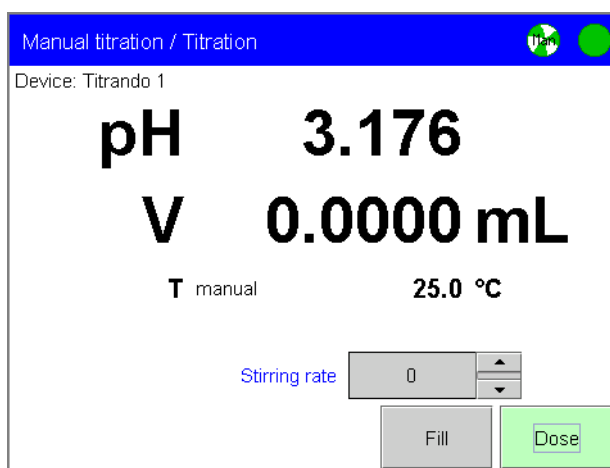 Manual titration / Titration Man
Device: Titrando 1
pH 3.176
V 0.0000 mL
T manual 25.0 °C
Stirring rate 0
Fill Dose